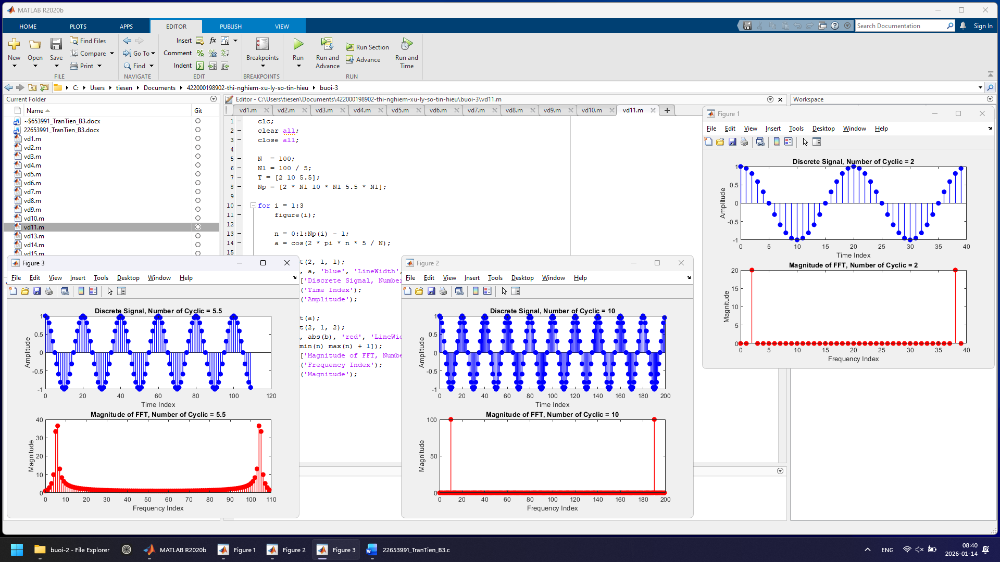 MATLAB R2020b
HOME PLOTS APPS EDITOR PUBLISH VIEW
Search Documentation
Sign In
New Open Save Find Files Compare Print
FILE
Go To Find
NAVIGATE
Insert fx
Comment
Indent
EDIT
Breakpoints
BREAKPOINTS
Run Run and Advance Run Section Advance Run and Time
RUN
C: Users tiesen Documents 422000198902-thi-nghiem-xu-ly-so-tin-hieu buoi-3
Current Folder
Name Git
~$653991_TranTien_B3.docx
22653991_TranTien_B3.docx
vd1.m
vd2.m
vd3.m
vd4.m
vd5.m
vd6.m
vd7.m
vd8.m
vd9.m
vd10.m
vd11.m
vd13.m
vd14.m
vd15.m
Editor - C:\Users\tiesen\Documents\422000198902-thi-nghiem-xu-ly-so-tin-hieu\buoi-3\vd11.m
vd1.m vd2.m vd3.m vd4.m vd5.m vd6.m vd7.m vd8.m vd9.m vd10.m vd11.m
1 clc;
2 clear all;
3 close all;
4
5 N = 100;
6 N1 = 100 / 5;
7 T = [2 10 5.5];
8 Np = [2 * N1 10 * N1 5.5 * N1];
9
10 for i = 1:3
11 figure(i);
12
13 n = 0:1:Np(i) - 1;
14 a = cos(2 * pi * n * 5 / N);
15
t(2, 1, 1);
, a, 'blue', 'LineWidth',
['Discrete Signal, Number
('Time Index');
('Amplitude');
t(a);
t(2, 1, 2);
, abs(b), 'red', 'LineWid
min(n) max(n) + 1]);
['Magnitude of FFT, Numbe
('Frequency Index');
('Magnitude');
Workspace
Figure 1
File Edit View Insert Tools Desktop Window Help
Discrete Signal, Number of Cyclic = 2
Amplitude
1
0.5
0
-0.5
-1
0 5 10 15 20 25 30 35 40
Time Index
Magnitude of FFT, Number of Cyclic = 2
Magnitude
20
15
10
5
0
0 5 10 15 20 25 30 35 40
Frequency Index
Figure 3
File Edit View Insert Tools Desktop Window Help
Discrete Signal, Number of Cyclic = 5.5
Amplitude
1
0.5
0
-0.5
-1
0 20 40 60 80 100 120
Time Index
Magnitude of FFT, Number of Cyclic = 5.5
Magnitude
40
30
20
10
0
0 10 20 30 40 50 60 70 80 90 100 110
Frequency Index
Figure 2
File Edit View Insert Tools Desktop Window Help
Discrete Signal, Number of Cyclic = 10
Amplitude
1
0.5
0
-0.5
-1
0 20 40 60 80 100 120 140 160 180 200
Time Index
Magnitude of FFT, Number of Cyclic = 10
Magnitude
100
50
0
0 20 40 60 80 100 120 140 160 180 200
Frequency Index
buoi-2 - File Explorer MATLAB R2020b Figure 1 Figure 2 Figure 3 22653991_TranTien_B3.c
ENG
08:40
2026-01-14